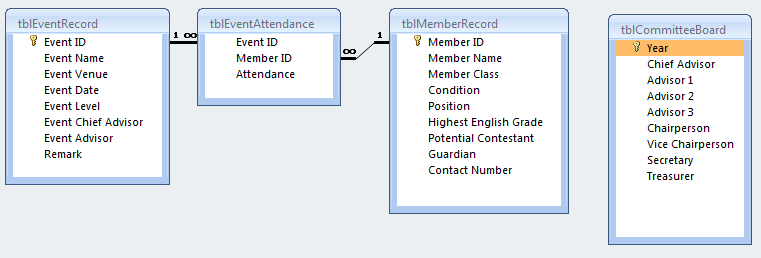 tblEventRecord
Event ID
Event Name
Event Venue
Event Date
Event Level
Event Chief Advisor
Event Advisor
Remark
1 ∞
tblEventAttendance
Event ID
Member ID
Attendance
∞ 1
tblMemberRecord
Member ID
Member Name
Member Class
Condition
Position
Highest English Grade
Potential Contestant
Guardian
Contact Number
tblCommitteeBoard
Year
Chief Advisor
Advisor 1
Advisor 2
Advisor 3
Chairperson
Vice Chairperson
Secretary
Treasurer